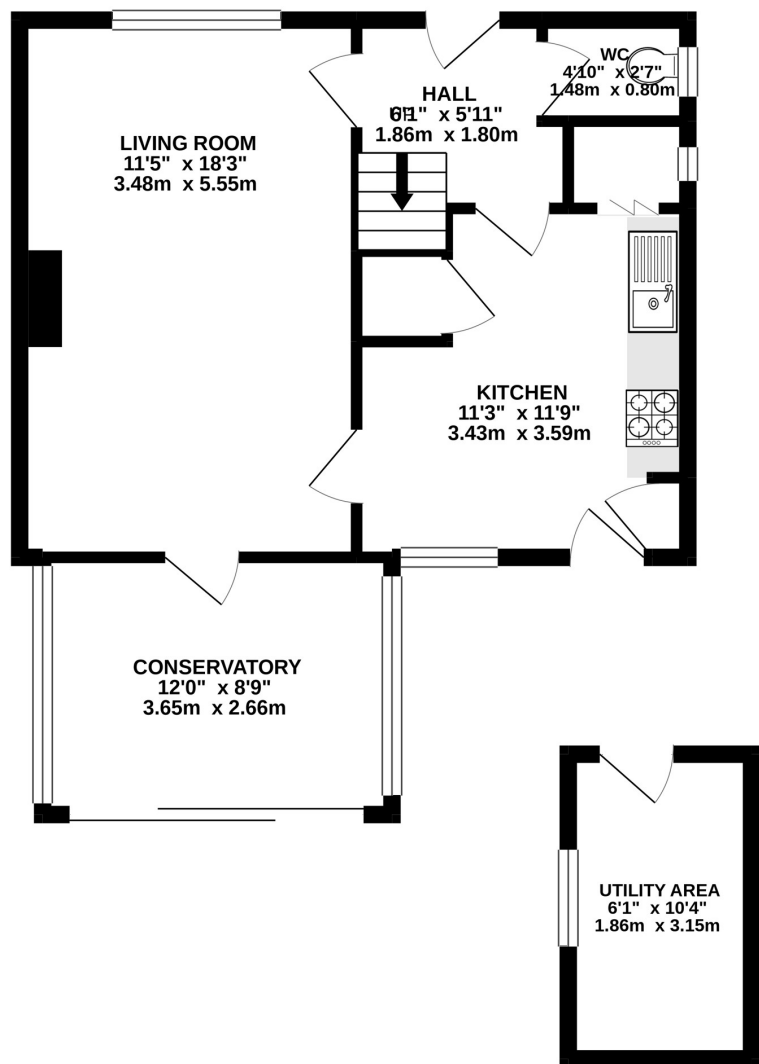 WC
4'10" x 2'7"
1.48m x 0.80m
HALL
6'1" x 5'11"
1.86m x 1.80m
UP
LIVING ROOM
11'5" x 18'3"
3.48m x 5.55m
KITCHEN
11'3" x 11'9"
3.43m x 3.59m
CONSERVATORY
12'0" x 8'9"
3.65m x 2.66m
UTILITY AREA
6'1" x 10'4"
1.86m x 3.15m